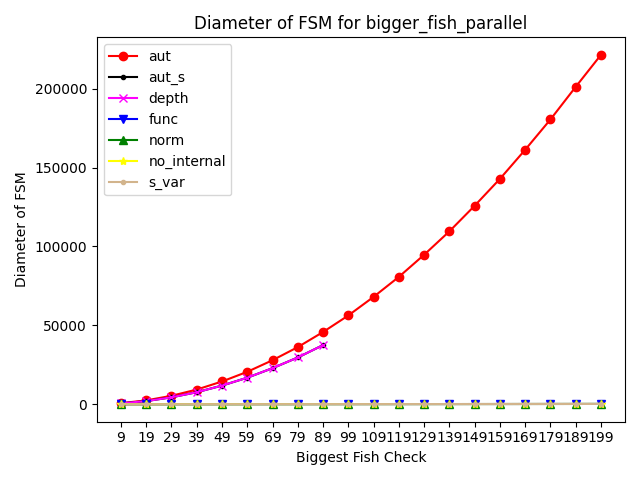 Diameter of FSM for bigger_fish_parallel
aut
aut_s
depth
func
norm
no_internal
s_var
Diameter of FSM
200000
150000
100000
50000
0
9 19 29 39 49 59 69 79 89 99 109 119 129 139 149 159 169 179 189 199
Biggest Fish Check